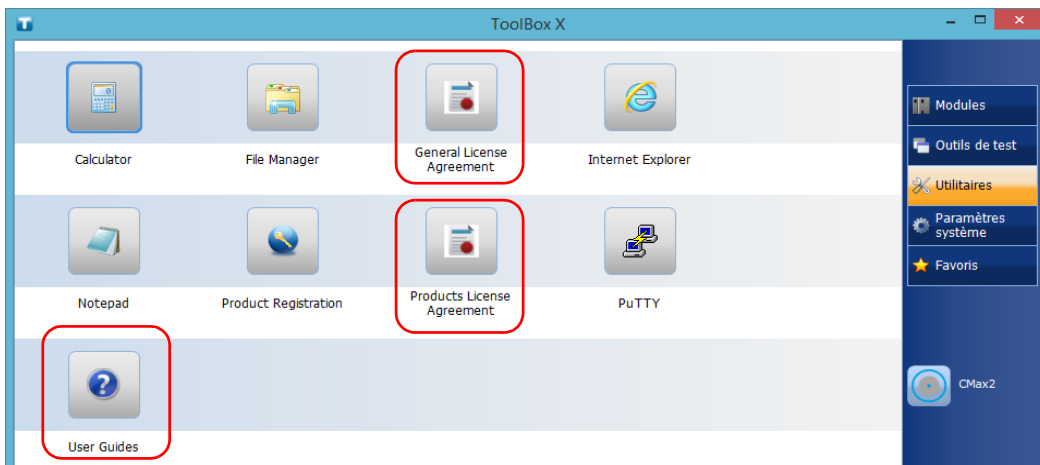 ToolBox X
Calculator
File Manager
General License
Agreement
Internet Explorer
Notepad
Product Registration
Products License
Agreement
PuTTY
User Guides
Modules
Outils de test
Utilitaires
Paramètres
système
Favoris
CMax2